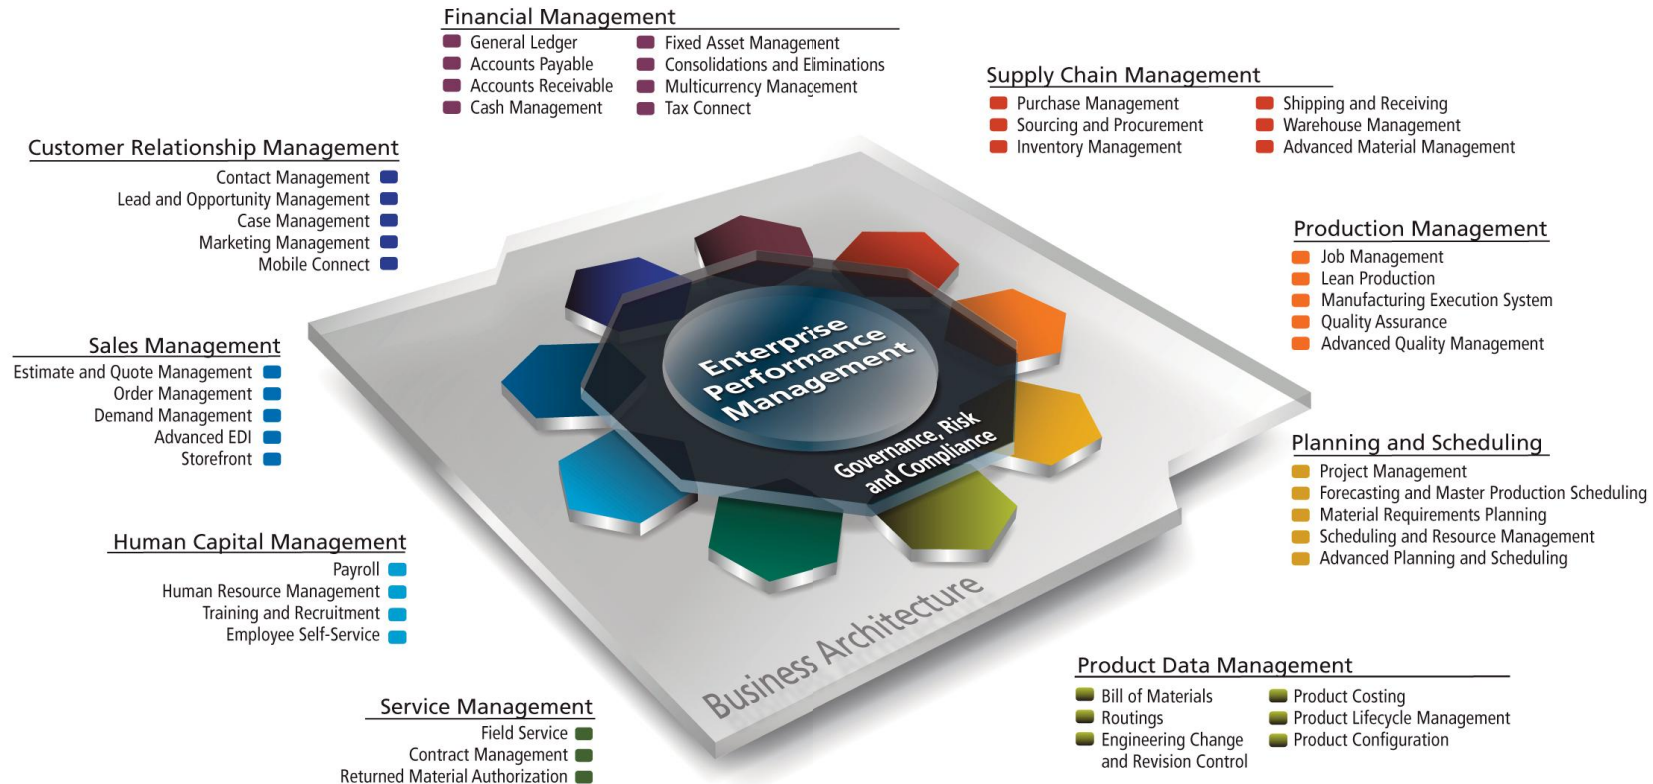 Financial Management
General Ledger
Accounts Payable
Accounts Receivable
Cash Management
Fixed Asset Management
Consolidations and Eliminations
Multicurrency Management
Tax Connect
Supply Chain Management
Purchase Management
Sourcing and Procurement
Inventory Management
Shipping and Receiving
Warehouse Management
Advanced Material Management
Customer Relationship Management
Contact Management
Lead and Opportunity Management
Case Management
Marketing Management
Mobile Connect
Production Management
Job Management
Lean Production
Manufacturing Execution System
Quality Assurance
Advanced Quality Management
Sales Management
Estimate and Quote Management
Order Management
Demand Management
Advanced EDI
Storefront
Enterprise
Performance
Management
Governance, Risk
and Compliance
Planning and Scheduling
Project Management
Forecasting and Master Production Scheduling
Material Requirements Planning
Scheduling and Resource Management
Advanced Planning and Scheduling
Human Capital Management
Payroll
Human Resource Management
Training and Recruitment
Employee Self-Service
Business Architecture
Product Data Management
Bill of Materials
Routings
Engineering Change
and Revision Control
Product Costing
Product Lifecycle Management
Product Configuration
Service Management
Field Service
Contract Management
Returned Material Authorization